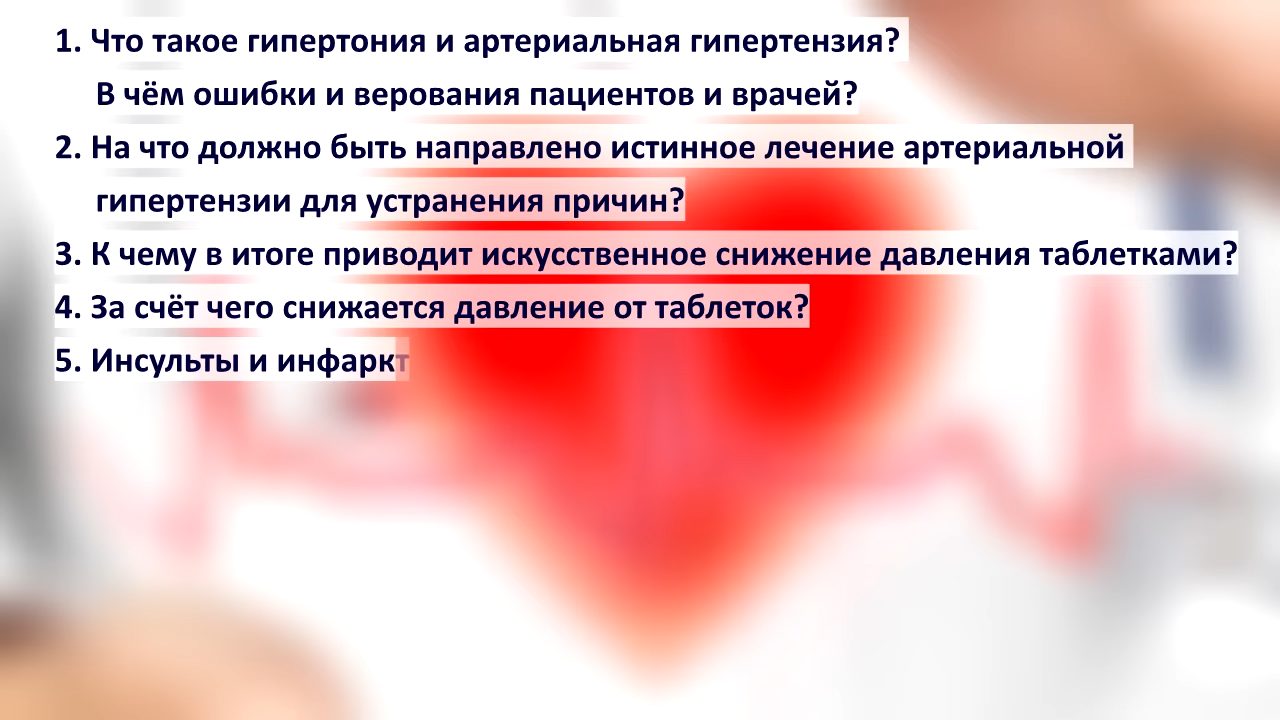 1. Что такое гипертония и артериальная гипертензия?
В чём ошибки и верования пациентов и врачей?
2. На что должно быть направлено истинное лечение артериальной
гипертензии для устранения причин?
3. К чему в итоге приводит искусственное снижение давления таблетками?
4. За счёт чего снижается давление от таблеток?
5. Инсульты и инфаркт